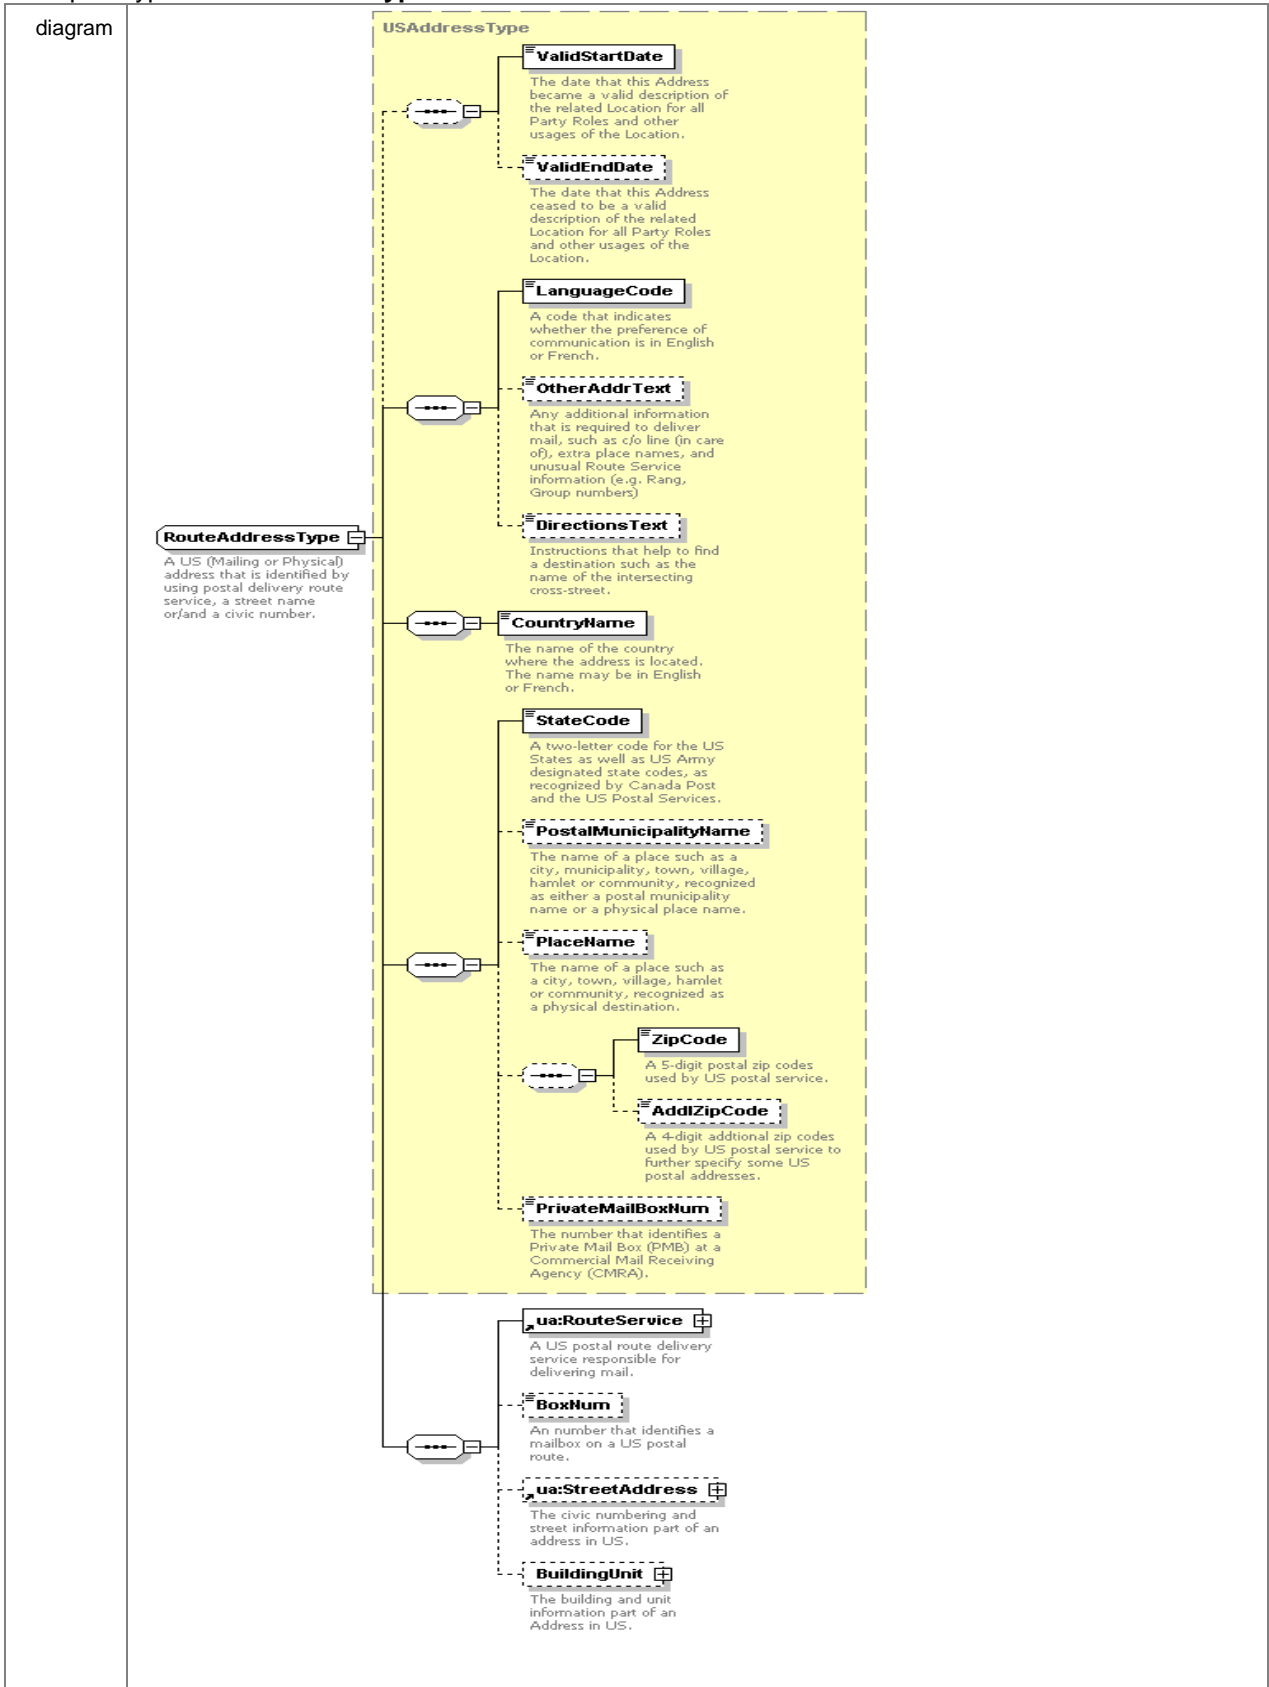 diagram
USAddressType
ValidStartDate
The date that this Address
became a valid description of
the related Location for all
Party Roles and other
usages of the Location.
ValidEndDate
The date that this Address
ceased to be a valid
description of the related
Location for all Party Roles
and other usages of the
Location.
LanguageCode
A code that indicates
whether the preference of
communication is in English
or French.
OtherAddrText
Any additional information
that is required to deliver
mail, such as c/o line (in care
of), extra place names, and
unusual Route Service
information (e.g. Rang,
Group numbers)
DirectionsText
Instructions that help to find
a destination such as the
name of the intersecting
cross-street.
RouteAddressType
A US (Mailing or Physical)
address that is identified by
using postal delivery route
service, a street name
or/and a civic number.
CountryName
The name of the country
where the address is located.
The name may be in English
or French.
StateCode
A two-letter code for the US
States as well as US Army
designated state codes, as
recognized by Canada Post
and the US Postal Services.
PostalMunicipalityName
The name of a place such as a
city, municipality, town, village,
hamlet or community, recognized
as either a postal municipality
name or a physical place name.
PlaceName
The name of a place such as
a city, town, village, hamlet
or community, recognized as
a physical destination.
ZipCode
A 5-digit postal zip codes
used by US postal service.
AddlZipCode
A 4-digit addtional zip codes
used by US postal service to
further specify some US
postal addresses.
PrivateMailBoxNum
The number that identifies a
Private Mail Box (PMB) at a
Commercial Mail Receiving
Agency (CMRA).
ua:RouteService
A US postal route delivery
service responsible for
delivering mail.
BoxNum
An number that identifies a
mailbox on a US postal
route.
ua:StreetAddress
The civic numbering and
street information part of an
address in US.
BuildingUnit
The building and unit
information part of an
Address in US.